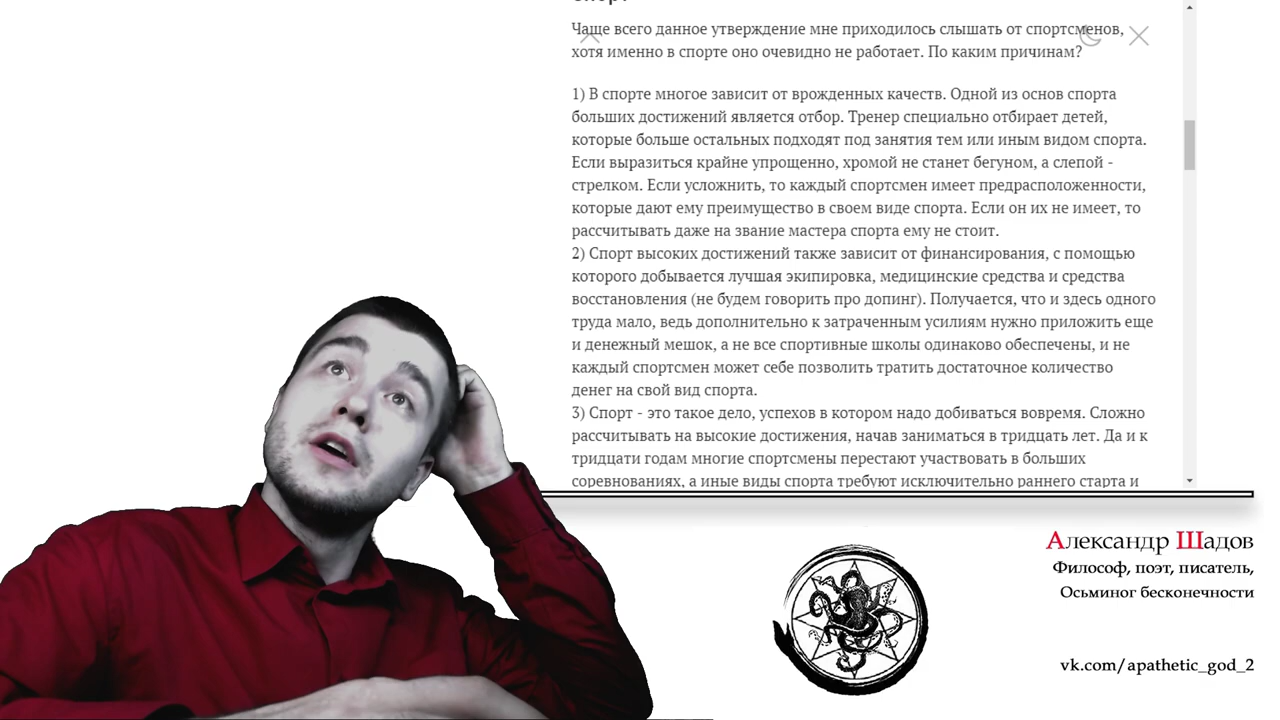 Спорт
Чаще всего данное утверждение мне приходилось слышать от спортсменов,
хотя именно в спорте оно очевидно не работает. По каким причинам?
1) В спорте многое зависит от врожденных качеств. Одной из основ спорта
больших достижений является отбор. Тренер специально отбирает детей,
которые больше остальных подходят под занятия тем или иным видом спорта.
Если выразиться крайне упрощенно, хромой не станет бегуном, а слепой -
стрелком. Если усложнить, то каждый спортсмен имеет предрасположенности,
которые дают ему преимущество в своем виде спорта. Если он их не имеет, то
рассчитывать даже на звание мастера спорта ему не стоит.
2) Спорт высоких достижений также зависит от финансирования, с помощью
которого добывается лучшая экипировка, медицинские средства и средства
восстановления (не будем говорить про допинг). Получается, что и здесь одного
труда мало, ведь дополнительно к затраченным усилиям нужно приложить еще
и денежный мешок, а не все спортивные школы одинаково обеспечены, и не
каждый спортсмен может себе позволить тратить достаточное количество
денег на свой вид спорта.
3) Спорт - это такое дело, успехов в котором надо добиваться вовремя. Сложно
рассчитывать на высокие достижения, начав заниматься в тридцать лет. Да и к
тридцати годам многие спортсмены перестают участвовать в больших
соревнованиях, а иные виды спорта требуют исключительно раннего старта и
Александр Шадов
Философ, поэт, писатель,
Осьминог бесконечности
vk.com/apathetic_god_2